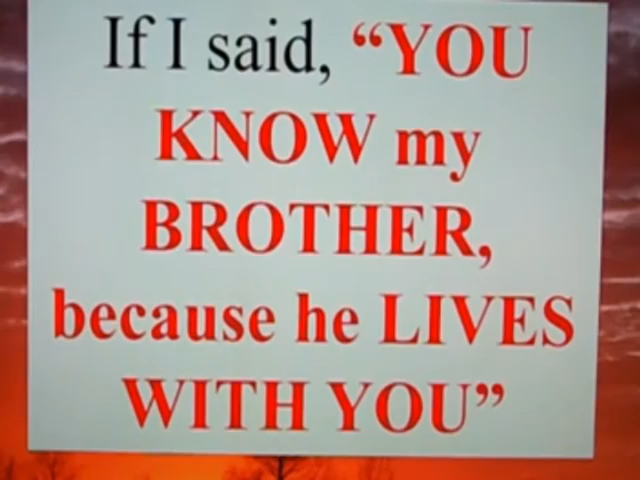 If I said, “YOU
KNOW my
BROTHER,
because he LIVES
WITH YOU”